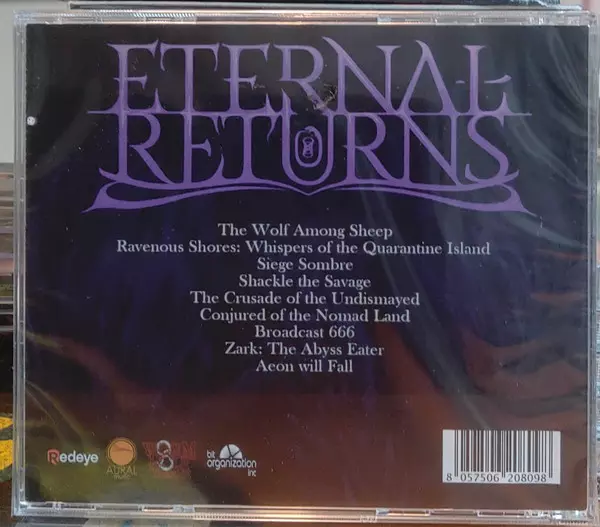 ETERNAL
RETURNS
The Wolf Among Sheep
Ravenous Shores: Whispers of the Quarantine Island
Siege Sombre
Shackle the Savage
The Crusade of the Undismayed
Conjured of the Nomad Land
Broadcast 666
Zark: The Abyss Eater
Aeon will Fall
Redeye
AURAL
music
bit
organization
inc
8 057506 208098